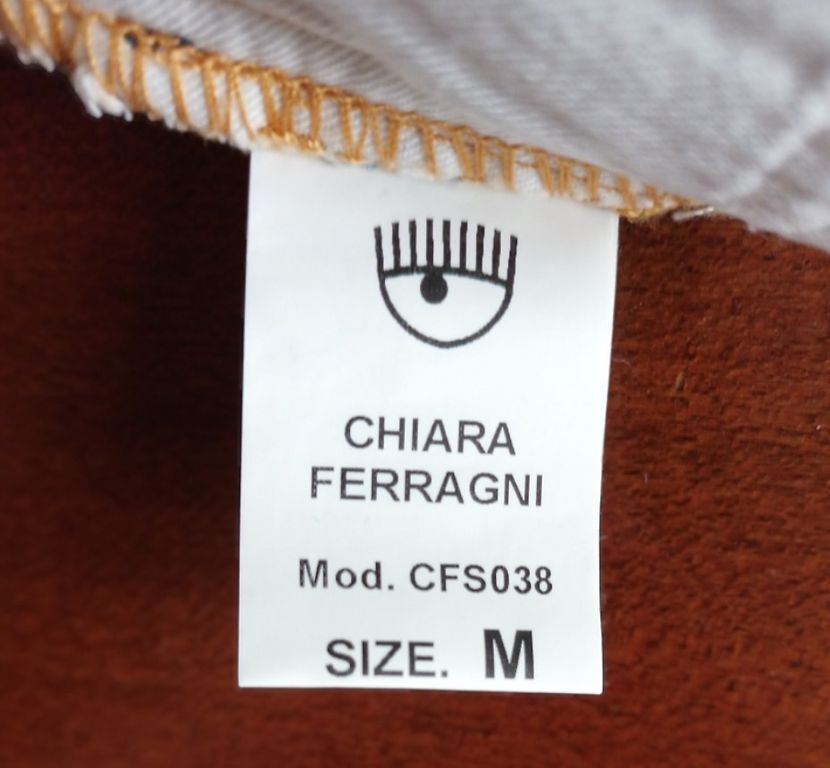 CHIARA
FERRAGNI
Mod. CFS038
SIZE. M